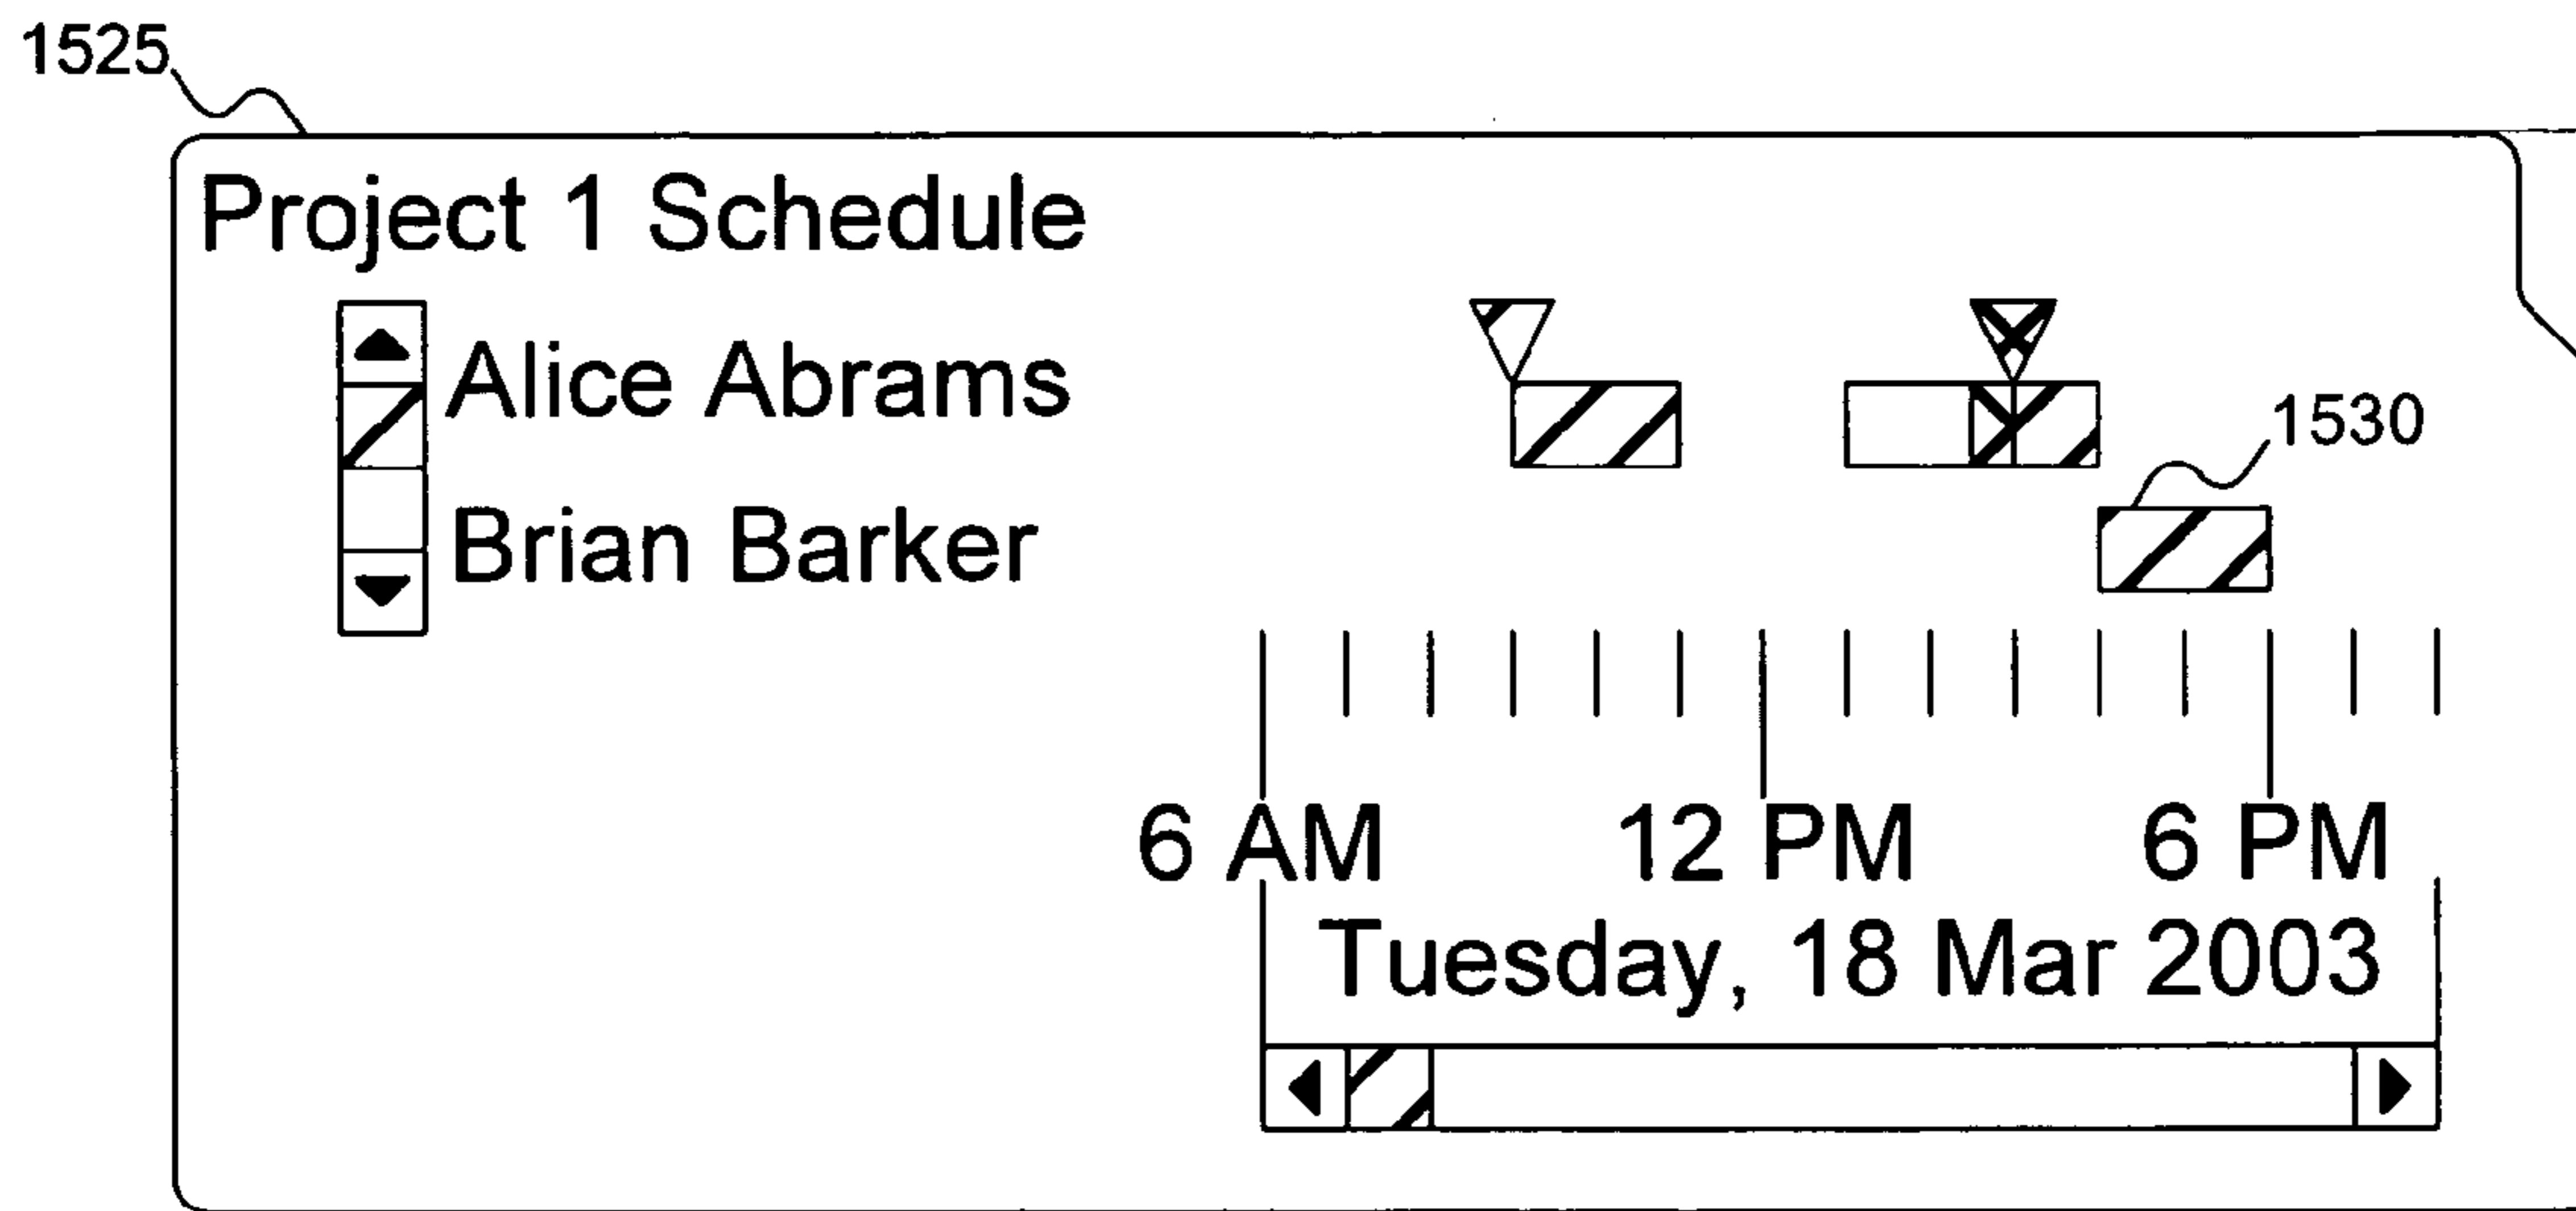 1525
Project 1 Schedule
Alice Abrams
1530
Brian Barker
6 AM 12 PM 6 PM
Tuesday, 18 Mar 2003